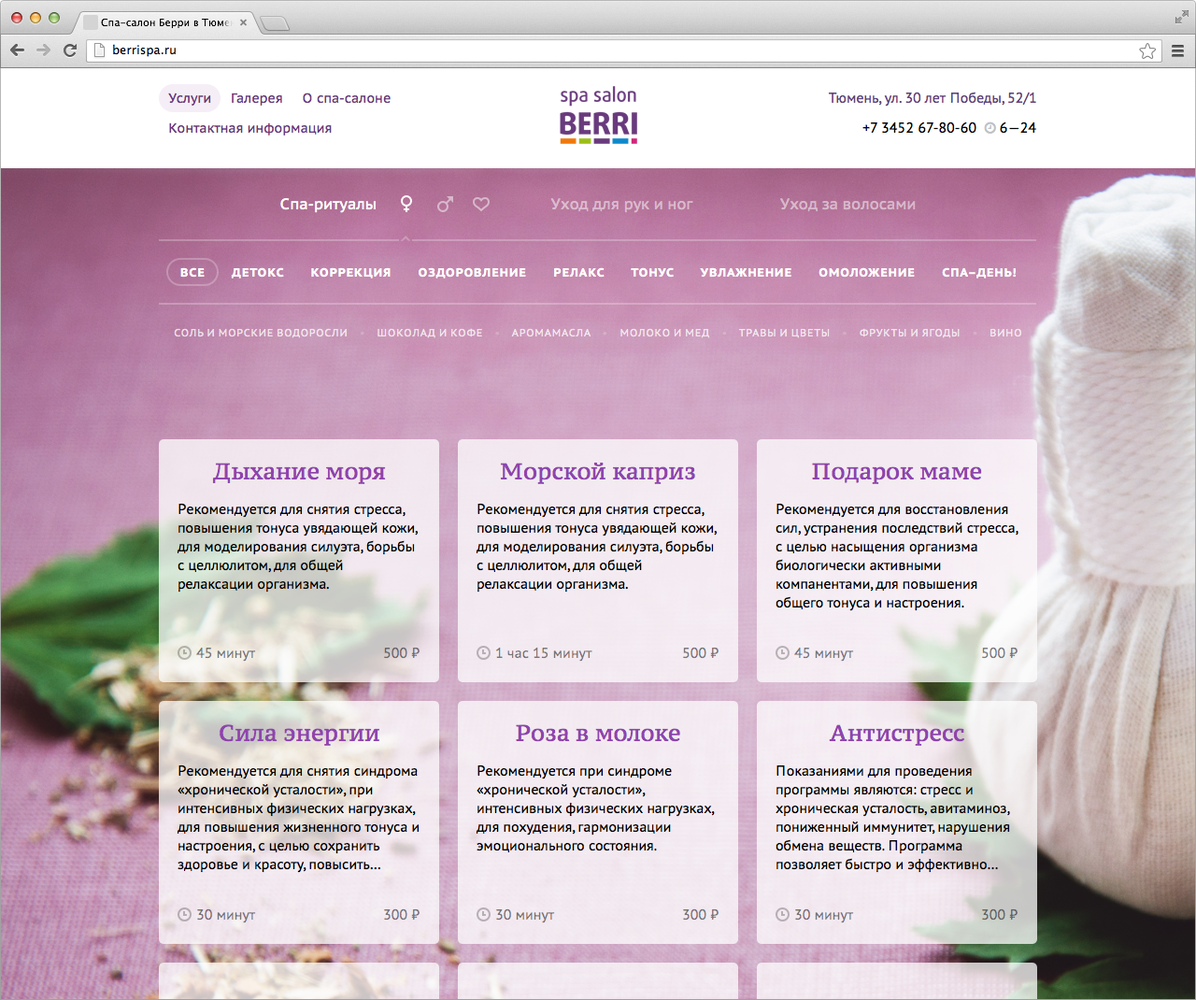 Спа-салон Берри в Тюме
berrispa.ru
Услуги Галерея О спа-салоне
Контактная информация
spa salon
BERRI
Тюмень, ул. 30 лет Победы, 52/1
+7 3452 67-80-60 6—24
Спа-ритуалы Уход для рук и ног Уход за волосами
ВСЕ ДЕТОКС КОРРЕКЦИЯ ОЗДОРОВЛЕНИЕ РЕЛАКС ТОНУС УВЛАЖНЕНИЕ ОМОЛОЖЕНИЕ СПА-ДЕНЬ!
СОЛЬ И МОРСКИЕ ВОДОРОСЛИ • ШОКОЛАД И КОФЕ • АРОМАМАСЛА • МОЛОКО И МЕД • ТРАВЫ И ЦВЕТЫ • ФРУКТЫ И ЯГОДЫ • ВИНО
Дыхание моря
Рекомендуется для снятия стресса,
повышения тонуса увядающей кожи,
для моделирования силуэта, борьбы
с целлюлитом, для общей
релаксации организма.
45 минут 500 ₽
Морской каприз
Рекомендуется для снятия стресса,
повышения тонуса увядающей кожи,
для моделирования силуэта, борьбы
с целлюлитом, для общей
релаксации организма.
1 час 15 минут 500 ₽
Подарок маме
Рекомендуется для восстановления
сил, устранения последствий стресса,
с целью насыщения организма
биологически активными
компанентами, для повышения
общего тонуса и настроения.
45 минут 500 ₽
Сила энергии
Рекомендуется для снятия синдрома
«хронической усталости», при
интенсивных физических нагрузках,
для повышения жизненного тонуса и
настроения, с целью сохранить
здоровье и красоту, повысить...
30 минут 300 ₽
Роза в молоке
Рекомендуется при синдроме
«хронической усталости»,
интенсивных физических нагрузках,
для похудения, гармонизации
эмоционального состояния.
30 минут 300 ₽
Антистресс
Показаниями для проведения
программы являются: стресс и
хроническая усталость, авитаминоз,
пониженный иммунитет, нарушения
обмена веществ. Программа
позволяет быстро и эффективно...
30 минут 300 ₽